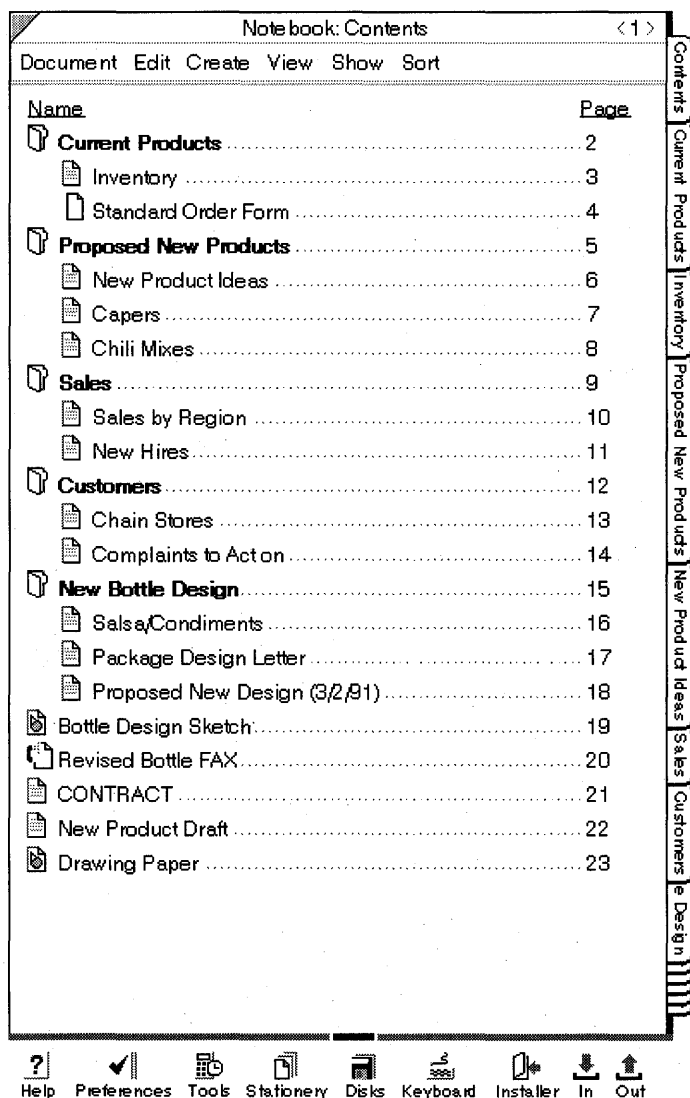 Notebook: Contents <1>
Document Edit Create View Show Sort
Name Page
Current Products 2
Inventory 3
Standard Order Form 4
Proposed New Products 5
New Product Ideas 6
Capers 7
Chili Mixes 8
Sales 9
Sales by Region 10
New Hires 11
Customers 12
Chain Stores 13
Complaints to Act on 14
New Bottle Design 15
Salsa/Condiments 16
Package Design Letter 17
Proposed New Design (3/2/91) 18
Bottle Design Sketch 19
Revised Bottle FAX 20
CONTRACT 21
New Product Draft 22
Drawing Paper 23
Contents
Current Products
Inventory
Proposed New Products
New Product Ideas
Sales
Customers
e Design
? Help Preferences Tools Stationery Disks Keyboard Installer In Out